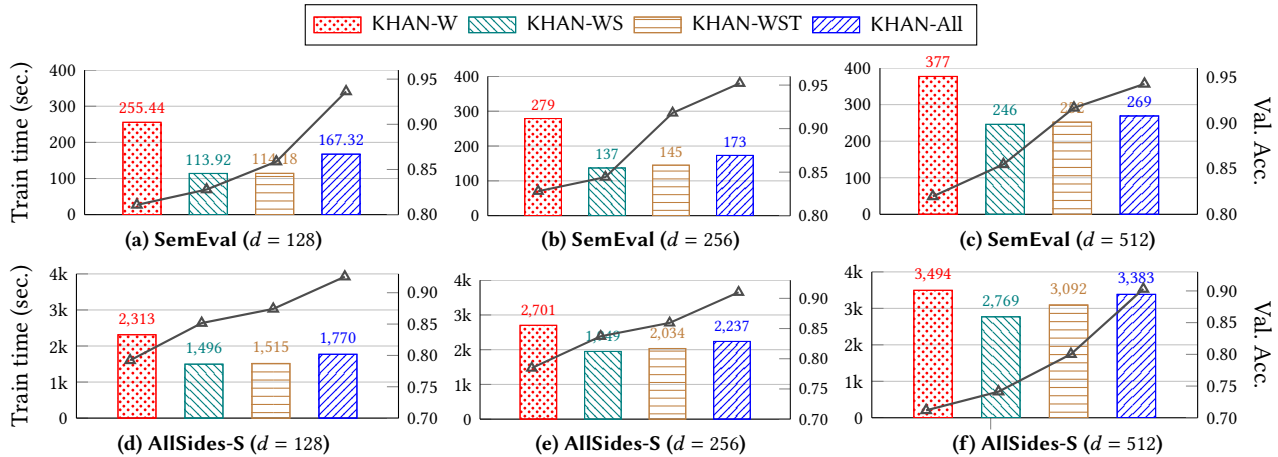 KHAN-W KHAN-WS KHAN-WST KHAN-All
Train time (sec.)
400
300
200
100
0
255.44
113.92
114.18
167.32
0.95
0.90
0.85
0.80
(a) SemEval (d = 128)
400
300
200
100
0
279
137
145
173
0.95
0.90
0.85
0.80
(b) SemEval (d = 256)
400
300
200
100
0
377
246
269
0.95
0.90
0.85
0.80
Val. Acc.
(c) SemEval (d = 512)
Train time (sec.)
4k
3k
2k
1k
0
2,313
1,496
1,515
1,770
0.90
0.85
0.80
0.75
0.70
(d) AllSides-S (d = 128)
4k
3k
2k
1k
0
2,701
2,034
2,237
0.90
0.85
0.80
0.75
0.70
(e) AllSides-S (d = 256)
4k
3k
2k
1k
0
3,494
2,769
3,092
3,383
0.90
0.85
0.80
0.75
0.70
Val. Acc.
(f) AllSides-S (d = 512)